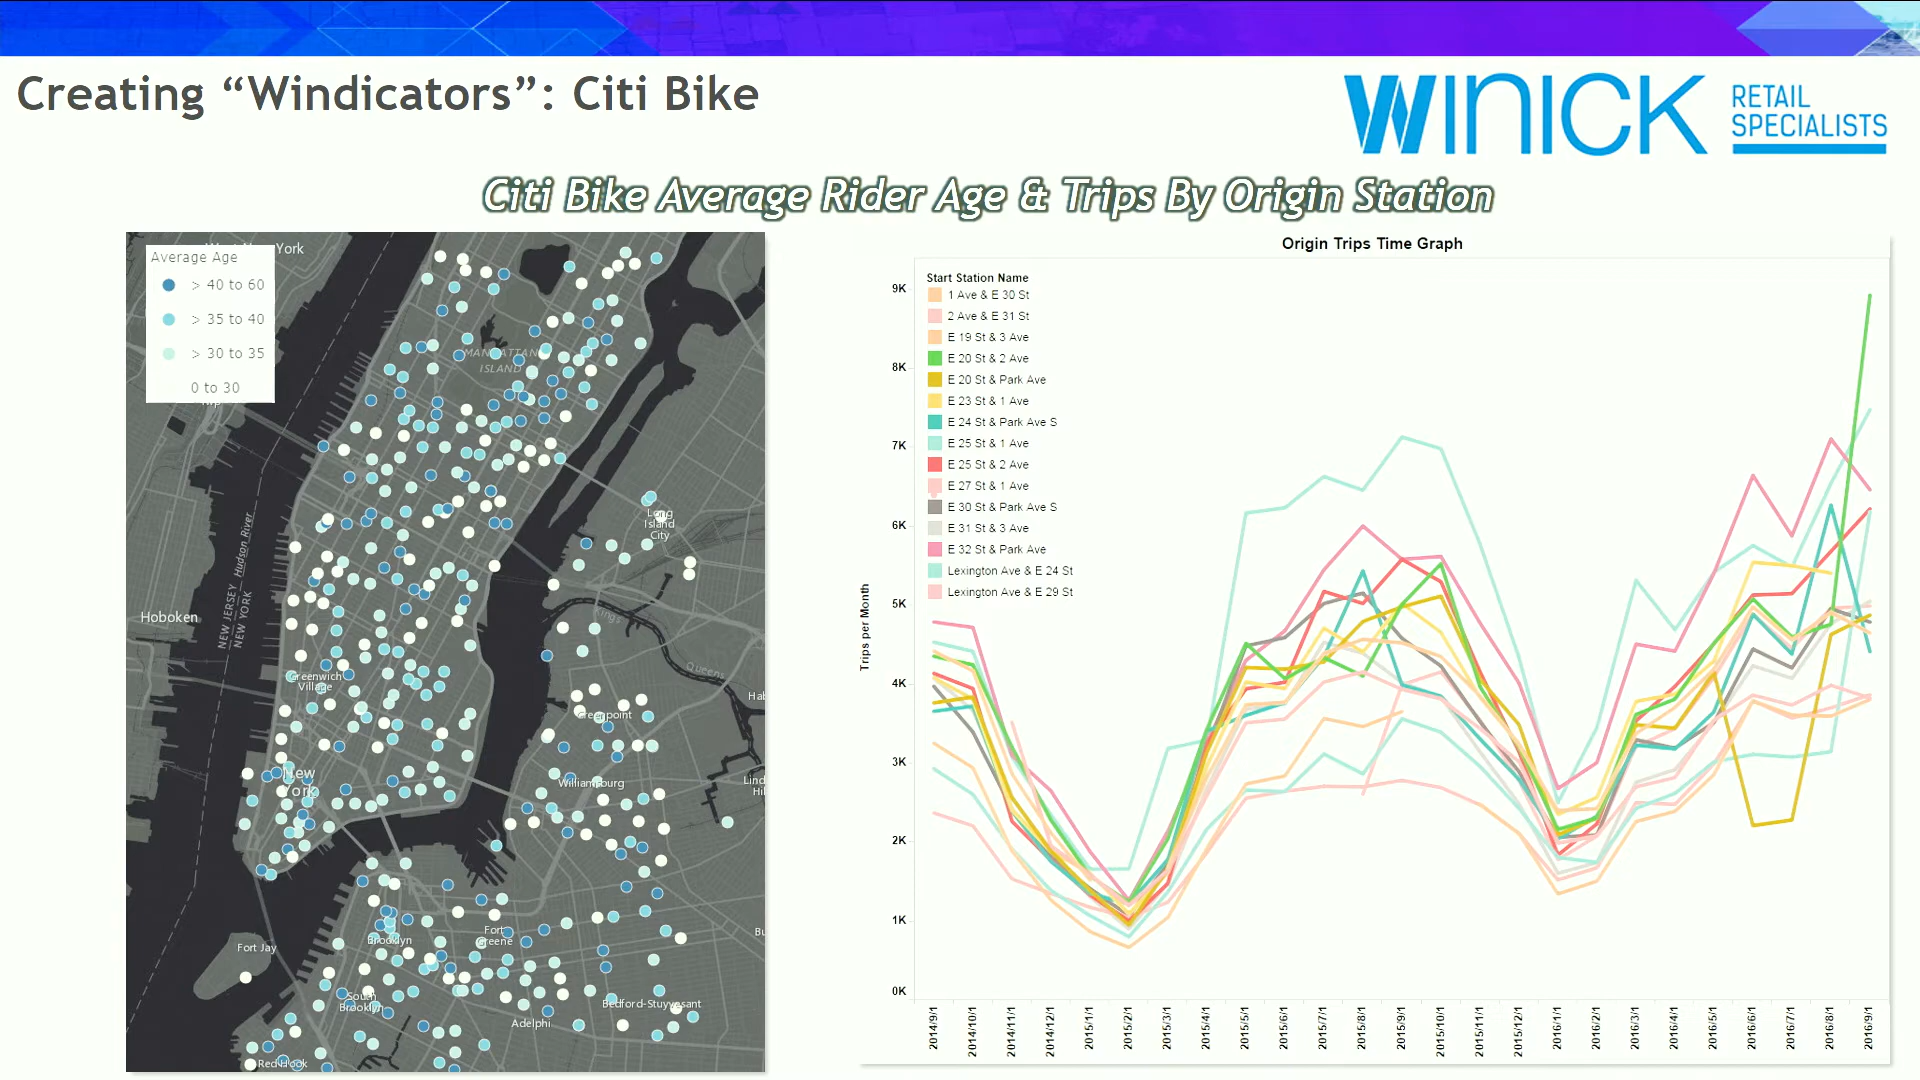 Creating “Windicators”: Citi Bike
WINICK
RETAIL
SPECIALISTS
Citi Bike Average Rider Age & Trips By Origin Station
Average Age
> 40 to 60
> 35 to 40
> 30 to 35
0 to 30
York
MANHATTAN
ISLAND
Long
Island
City
Hudson River
NEW JERSEY
NEW YORK
Hoboken
Kings
Queens
Greenwich
Village
Greenpoint
New
York
Williamsburg
Fort Jay
Brooklyn
Fort
Greene
South
Brooklyn
Bedford-Stuyvesant
Adelphi
Red Hook
Origin Trips Time Graph
Start Station Name
1 Ave & E 30 St
2 Ave & E 31 St
E 19 St & 3 Ave
E 20 St & 2 Ave
E 20 St & Park Ave
E 23 St & 1 Ave
E 24 St & Park Ave S
E 25 St & 1 Ave
E 25 St & 2 Ave
E 27 St & 1 Ave
E 30 St & Park Ave S
E 31 St & 3 Ave
E 32 St & Park Ave
Lexington Ave & E 24 St
Lexington Ave & E 29 St
Trips per Month
9K
8K
7K
6K
5K
4K
3K
2K
1K
0K
2014/9/1
2014/10/1
2014/11/1
2014/12/1
2015/1/1
2015/2/1
2015/3/1
2015/4/1
2015/5/1
2015/6/1
2015/7/1
2015/8/1
2015/9/1
2015/10/1
2015/11/1
2015/12/1
2016/1/1
2016/2/1
2016/3/1
2016/4/1
2016/5/1
2016/6/1
2016/7/1
2016/8/1
2016/9/1